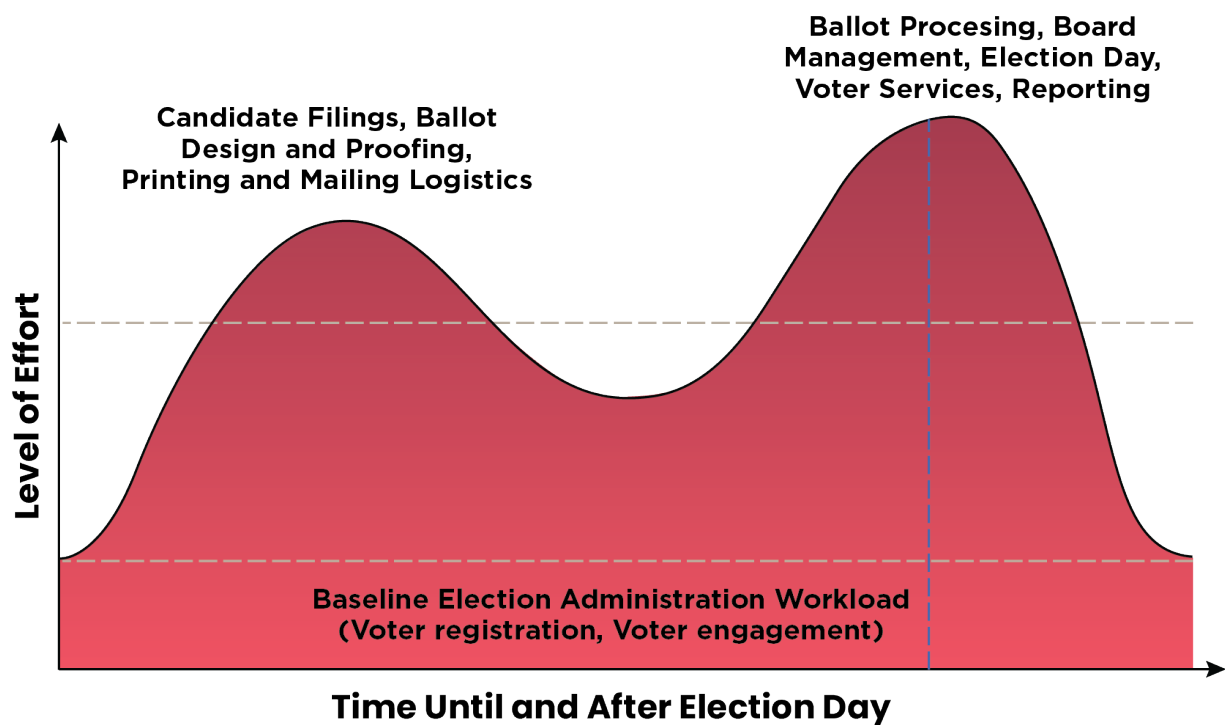 Ballot Procesing, Board
Management, Election Day,
Voter Services, Reporting
Candidate Filings, Ballot
Design and Proofing,
Printing and Mailing Logistics
Level of Effort
Baseline Election Administration Workload
(Voter registration, Voter engagement)
Time Until and After Election Day